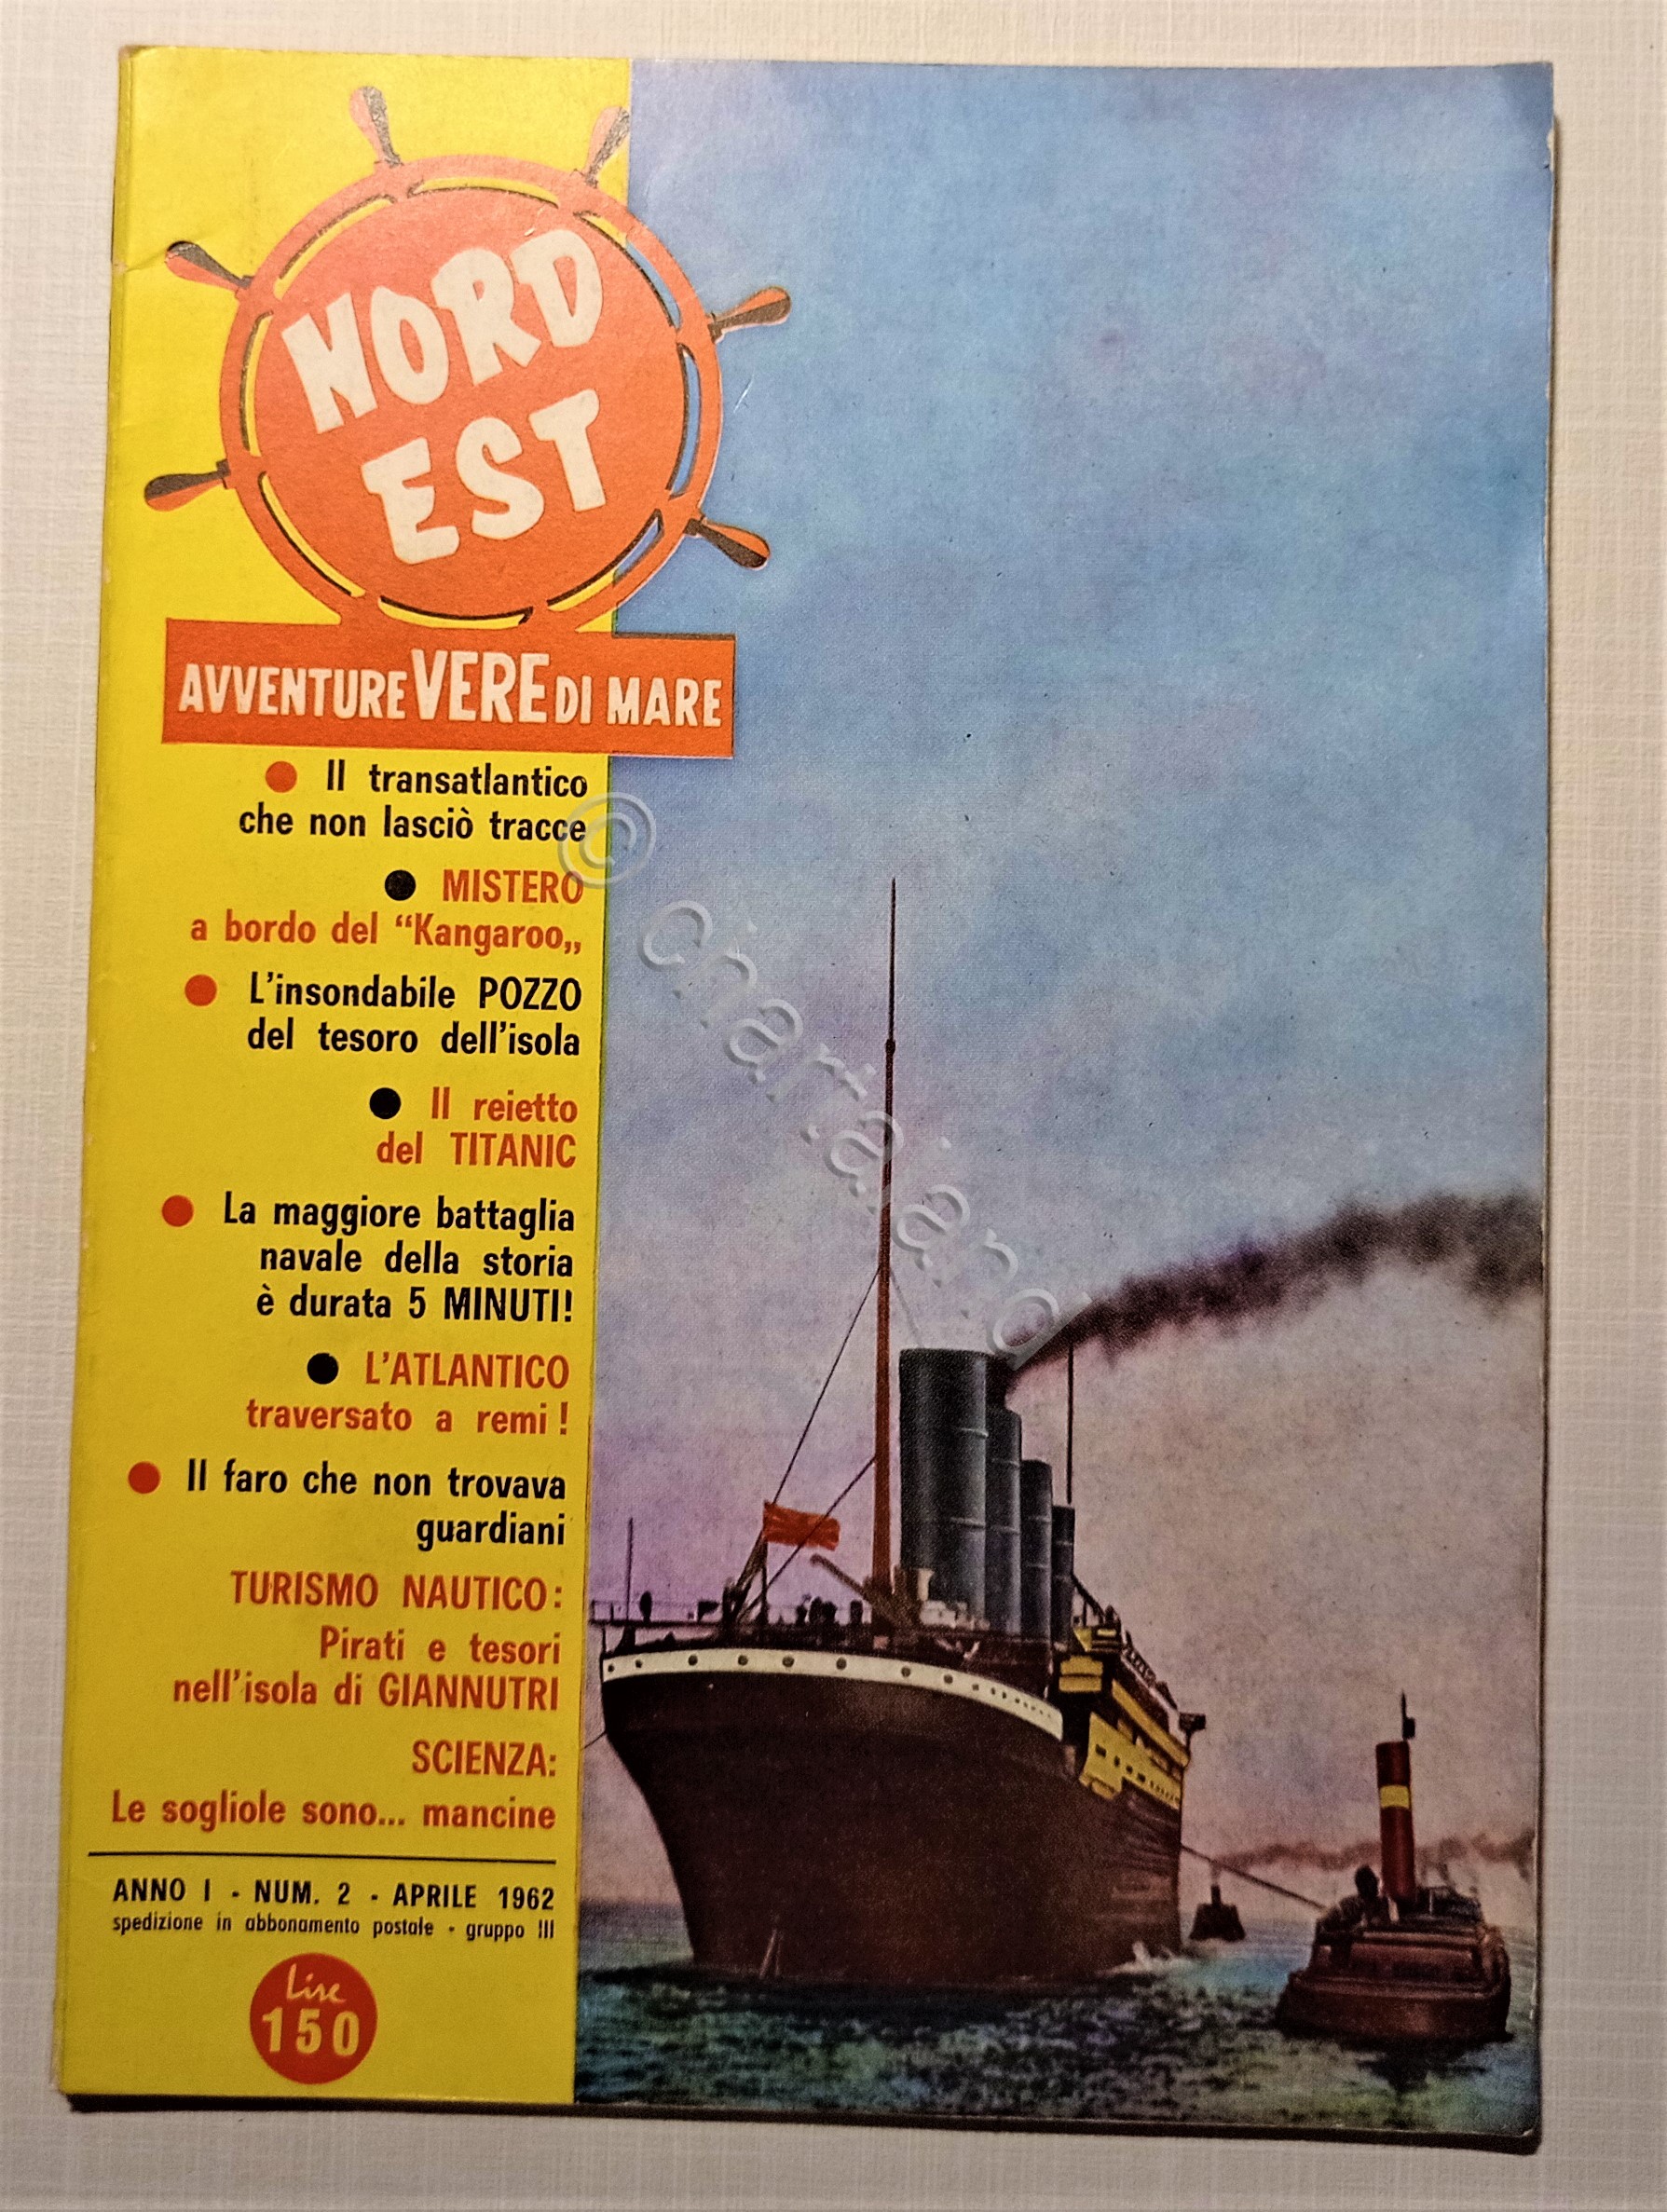 NORD
EST
AVVENTURE VERE DI MARE
Il transatlantico
che non lasciò tracce
MISTERO
a bordo del “Kangaroo„
L'insondabile POZZO
del tesoro dell'isola
Il reietto
del TITANIC
La maggiore battaglia
navale della storia
è durata 5 MINUTI!
L'ATLANTICO
traversato a remi !
Il faro che non trovava
guardiani
TURISMO NAUTICO:
Pirati e tesori
nell'isola di GIANNUTRI
SCIENZA:
Le sogliole sono... mancine
ANNO I - NUM. 2 - APRILE 1962
spedizione in abbonamento postale - gruppo III
Lire
150